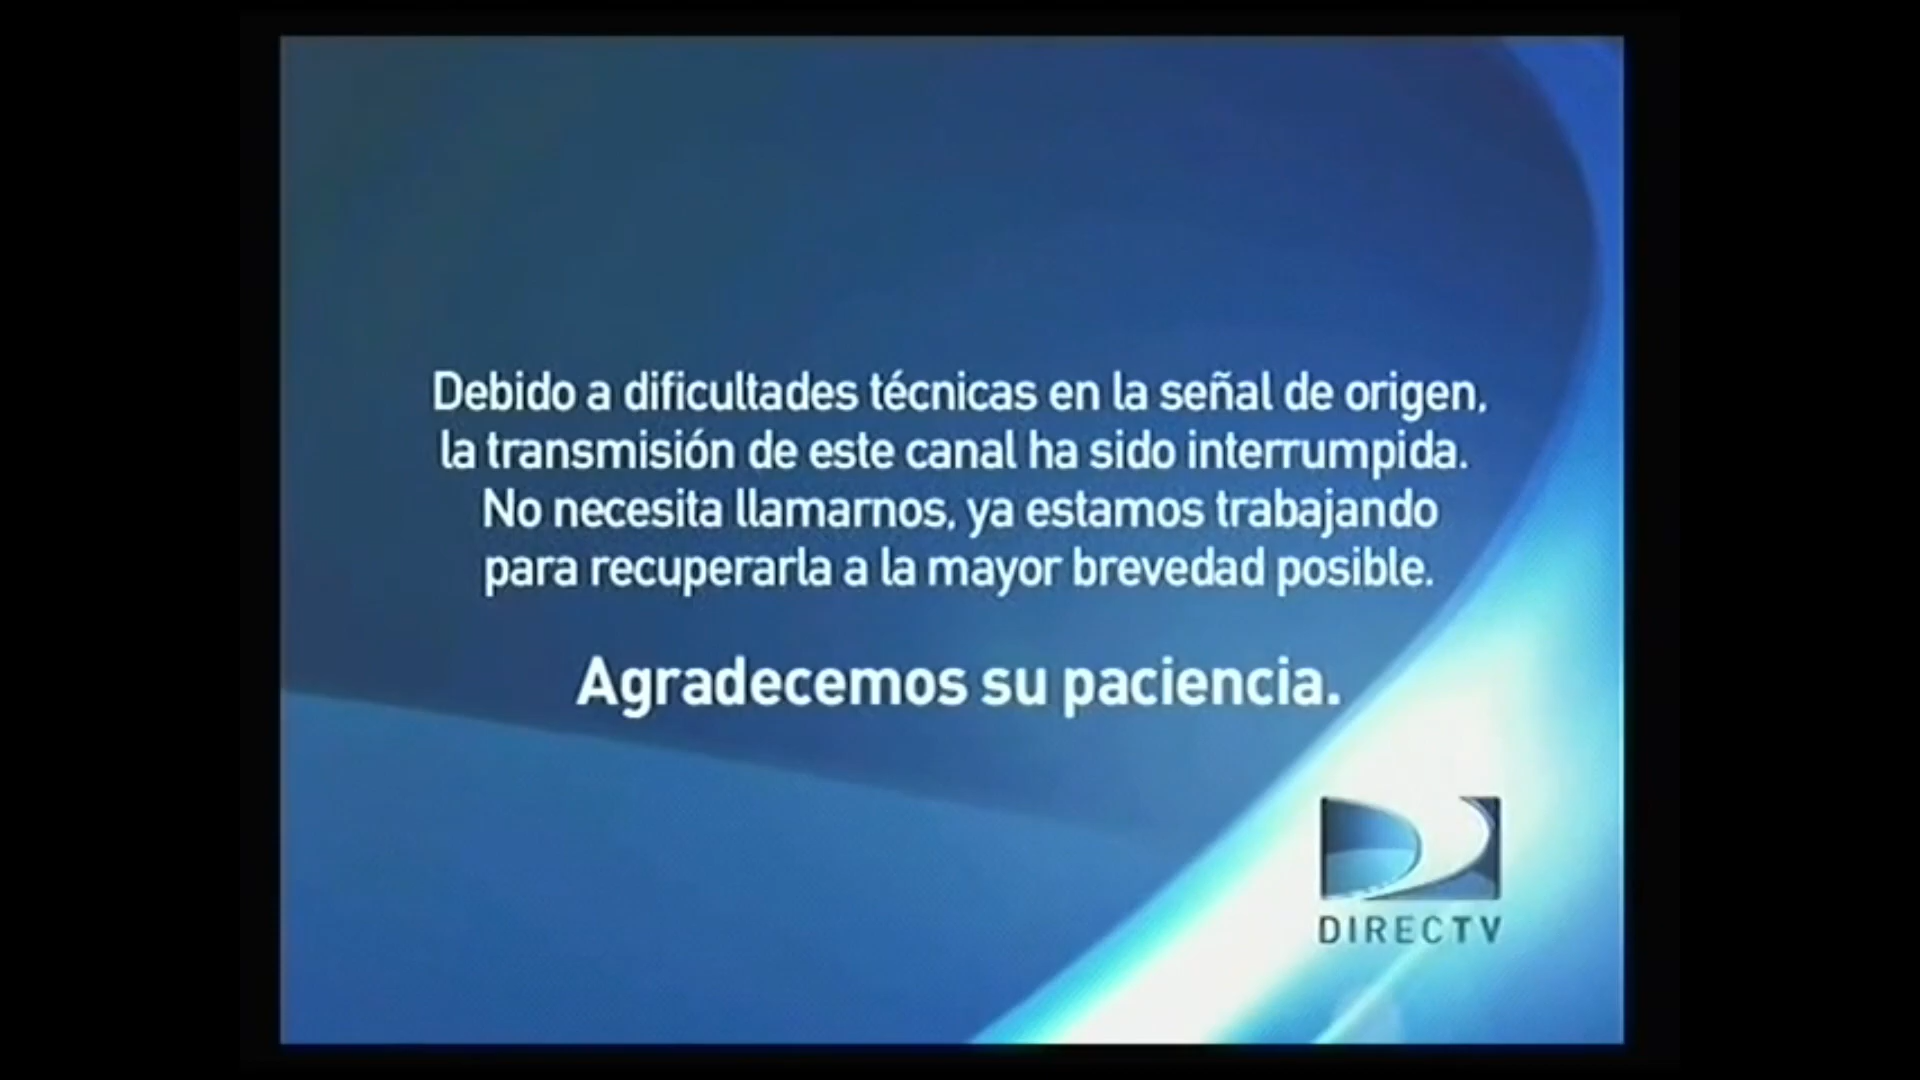 Debido a dificultades técnicas en la señal de origen,
la transmisión de este canal ha sido interrumpida.
No necesita llamarnos, ya estamos trabajando
para recuperarla a la mayor brevedad posible.
Agradecemos su paciencia.
DIRECTV